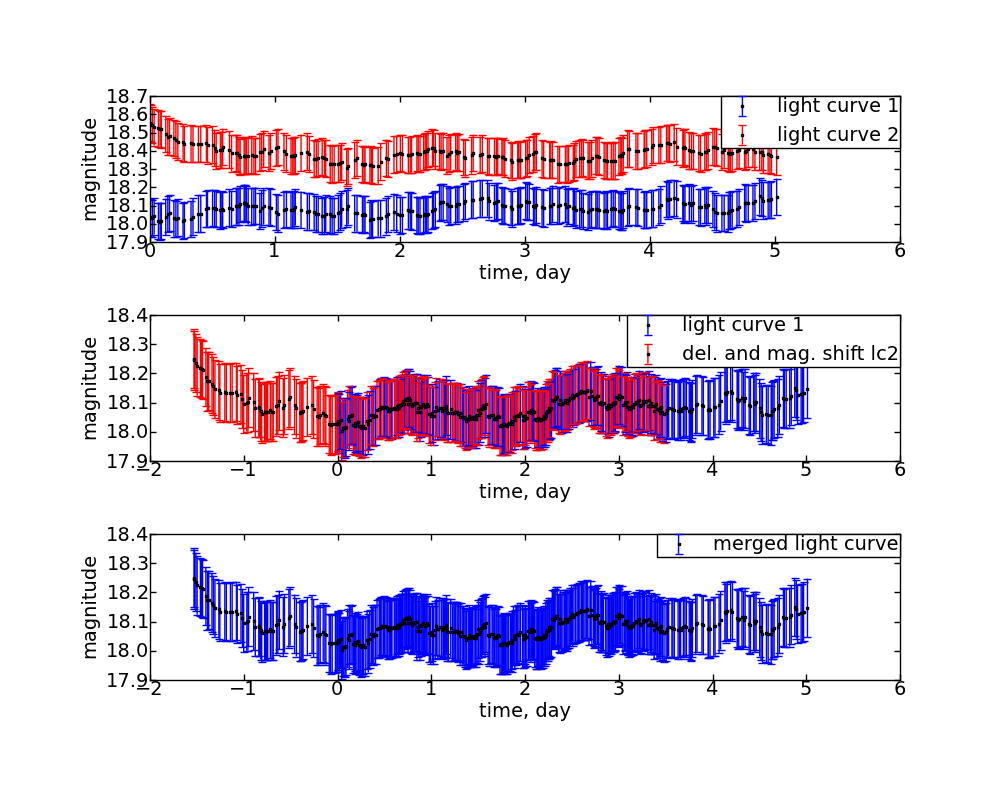 18.7
18.6
18.5
18.4
18.3
18.2
18.1
18.0
17.9
magnitude
light curve 1
light curve 2
0 1 2 3 4 5 6
time, day
18.4
18.3
18.2
18.1
18.0
17.9
magnitude
light curve 1
del. and mag. shift lc2
−2 −1 0 1 2 3 4 5 6
time, day
18.4
18.3
18.2
18.1
18.0
17.9
magnitude
merged light curve
−2 −1 0 1 2 3 4 5 6
time, day